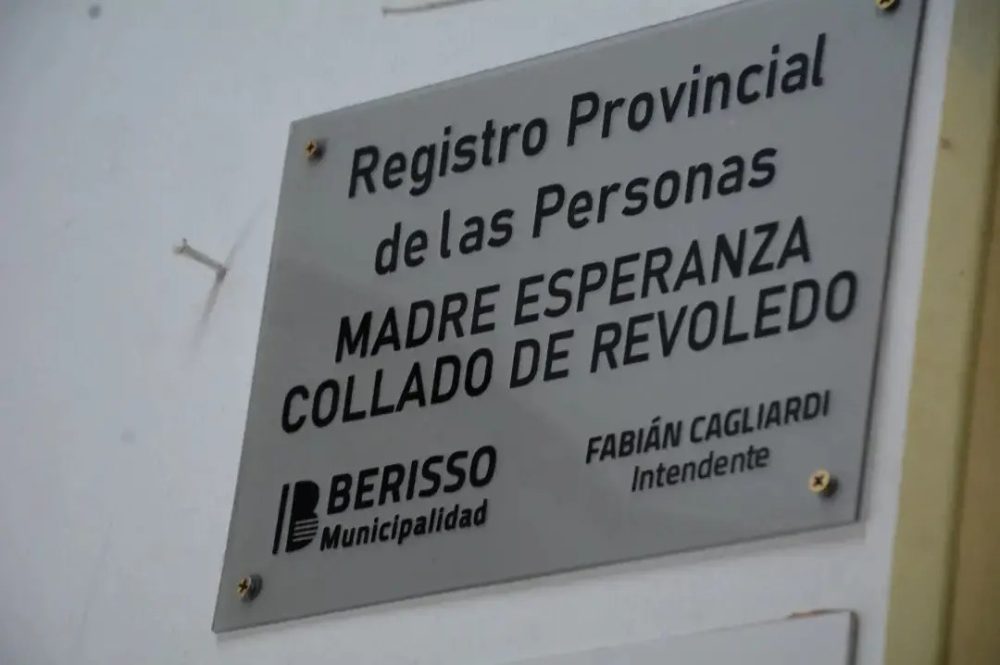 Registro Provincial
de las Personas
MADRE ESPERANZA
COLLADO DE REVOLEDO
BERISSO
Municipalidad
FABIÁN CAGLIARDI
Intendente